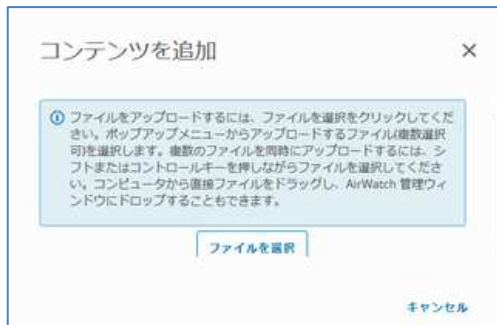 コンテンツを追加
ファイルをアップロードするには、ファイルを選択をクリックしてくだ
さい。ポップアップメニューからアップロードするファイル(複数選択
可)を選択します。複数のファイルを同時にアップロードするには、シ
フトまたはコントロールキーを押しながらファイルを選択してくださ
い。コンピュータから直接ファイルをドラッグし、AirWatch 管理ウィ
ンドウにドロップすることもできます。
ファイルを選択
キャンセル